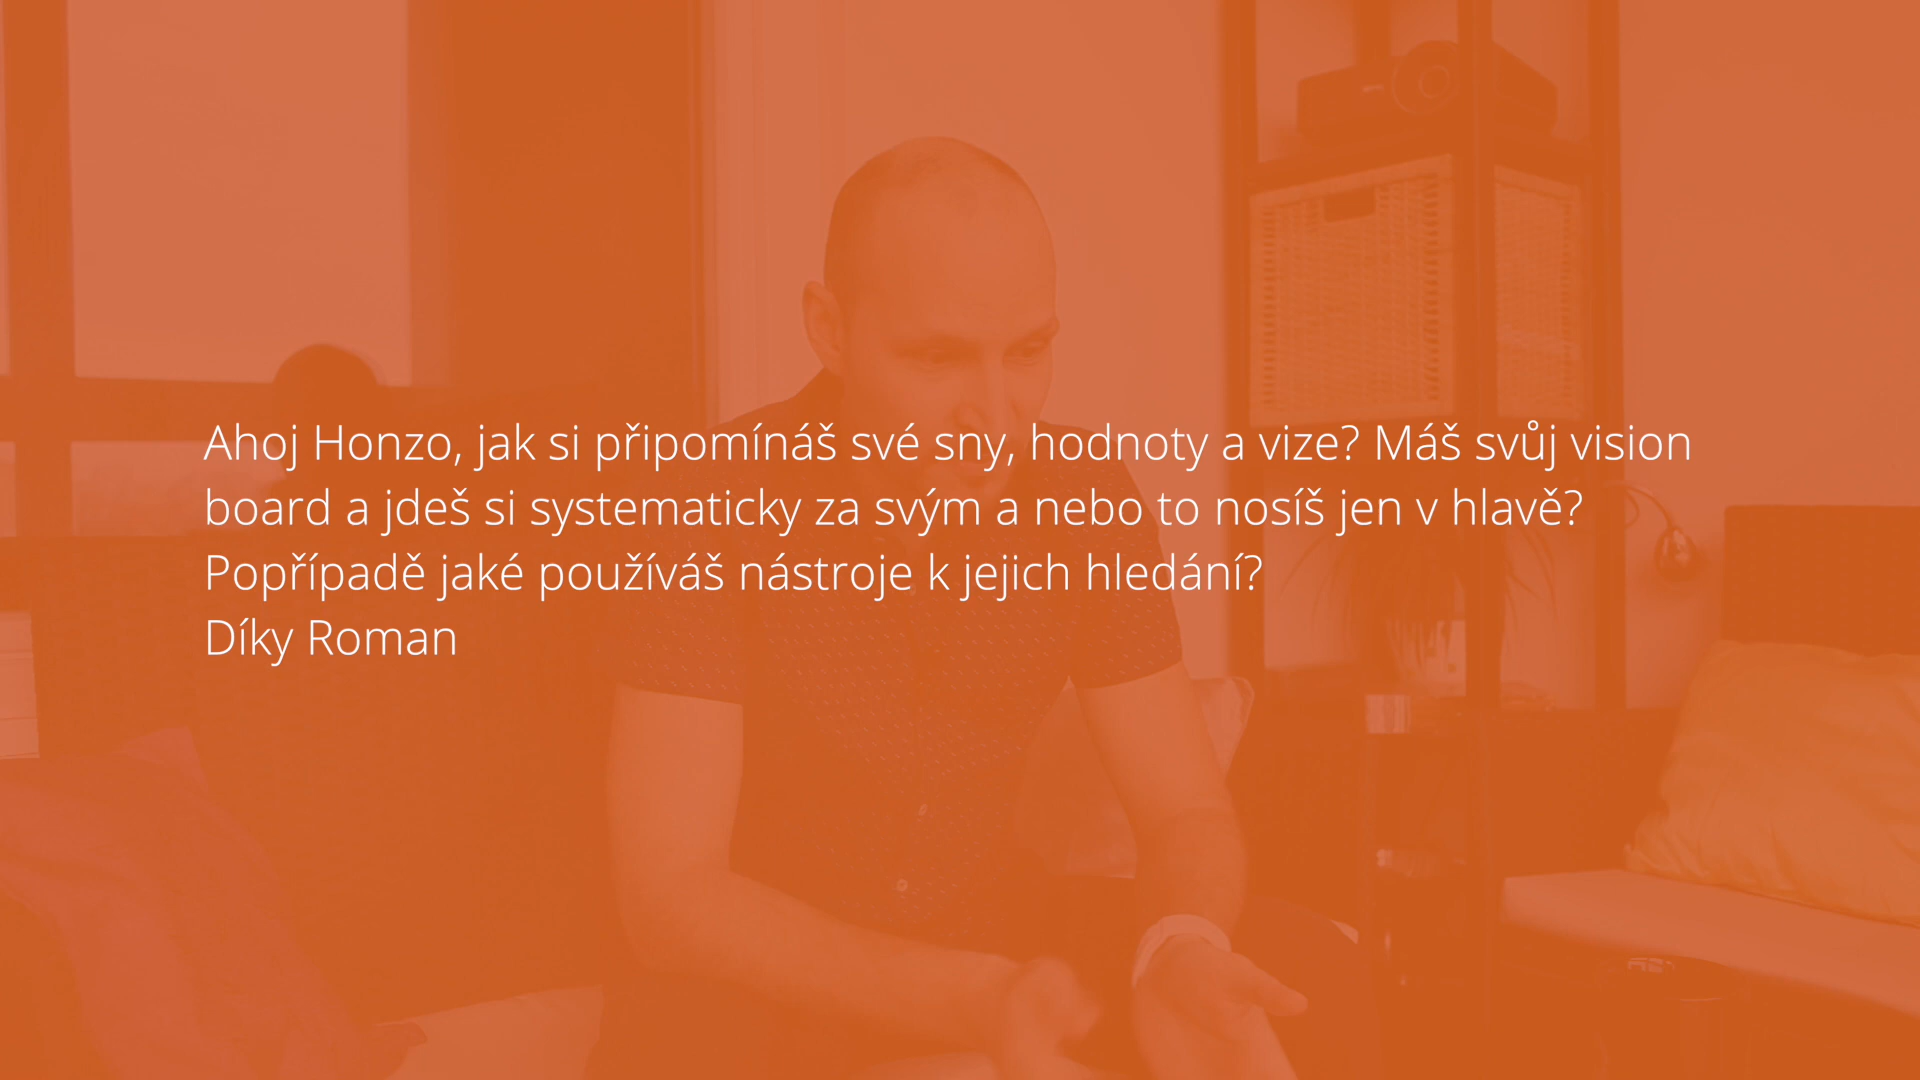 Ahoj Honzo, jak si připomínáš své sny, hodnoty a vize? Máš svůj vision
board a jdeš si systematicky za svým a nebo to nosíš jen v hlavě?
Popřípadě jaké používáš nástroje k jejich hledání?
Díky Roman